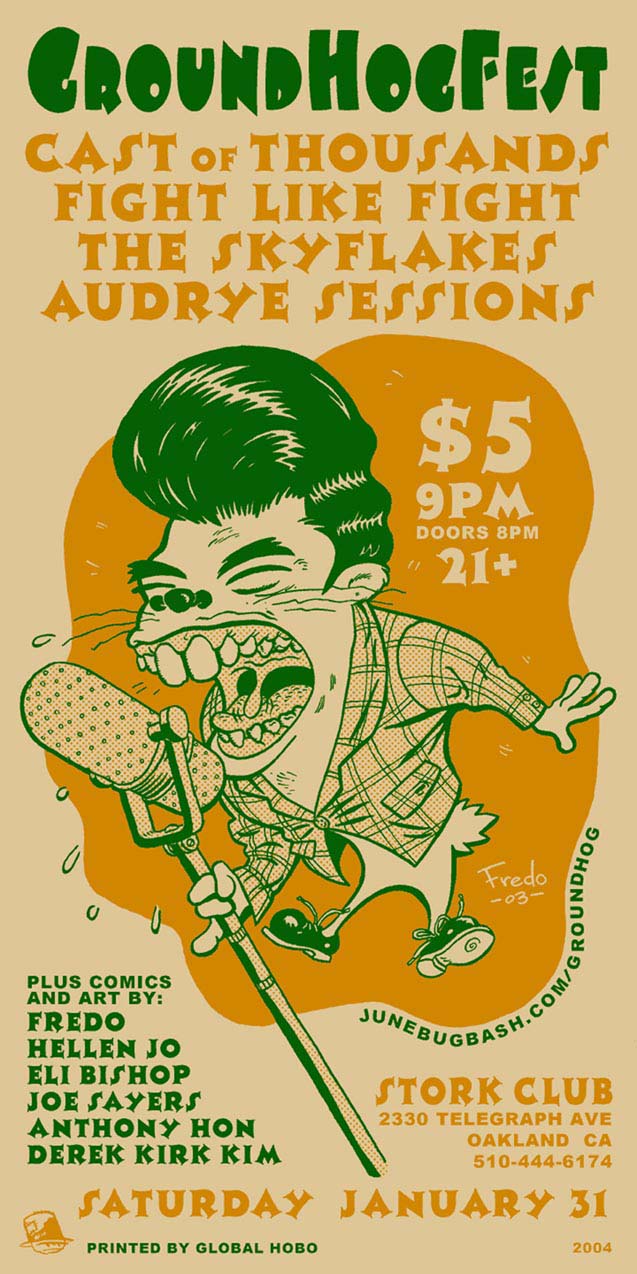 GROUNDHOGFEST
CAST OF THOUSANDS
FIGHT LIKE FIGHT
THE SKYFLAKES
AUDRYE SESSIONS
$5
9PM
DOORS 8PM
21+
Fredo
-03-
JUNEBUGBASH.COM/GROUNDHOG
PLUS COMICS
AND ART BY:
FREDO
HELLEN JO
ELI BISHOP
JOE SAYERS
ANTHONY HON
DEREK KIRK KIM
STORK CLUB
2330 TELEGRAPH AVE
OAKLAND CA
510-444-6174
SATURDAY JANUARY 31
PRINTED BY GLOBAL HOBO
2004